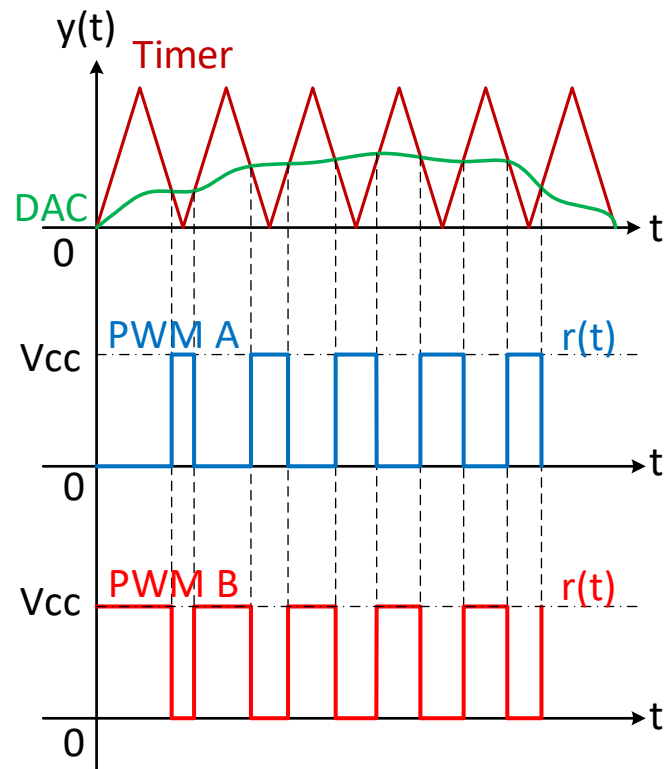 y(t)
Timer
DAC
0
t
PWM A
r(t)
Vcc
0
t
PWM B
r(t)
Vcc
0
t